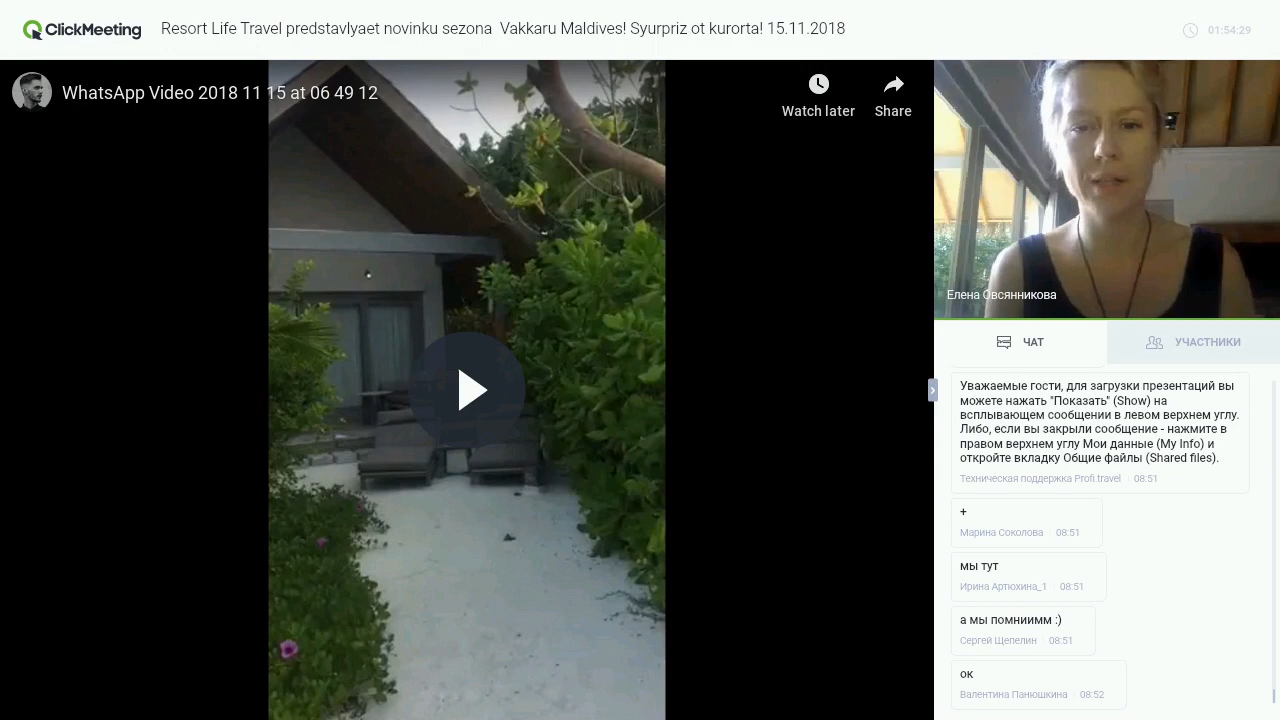 ClickMeeting
Resort Life Travel predstavlyaet novinku sezona  Vakkaru Maldives! Syurpriz ot kurorta! 15.11.2018
01:54:29
WhatsApp Video 2018 11 15 at 06 49 12
Watch later
Share
Елена Овсянникова
ЧАТ
УЧАСТНИКИ
Уважаемые гости, для загрузки презентаций вы
можете нажать "Показать" (Show) на
всплывающем сообщении в левом верхнем углу.
Либо, если вы закрыли сообщение - нажмите в
правом верхнем углу Мои данные (My Info) и
откройте вкладку Общие файлы (Shared files).
Техническая поддержка Profi.travel 08:51
+
Марина Соколова 08:51
мы тут
Ирина Артюхина_1 08:51
а мы помниимм :)
Сергей Щепелин 08:51
ок
Валентина Панюшкина 08:52